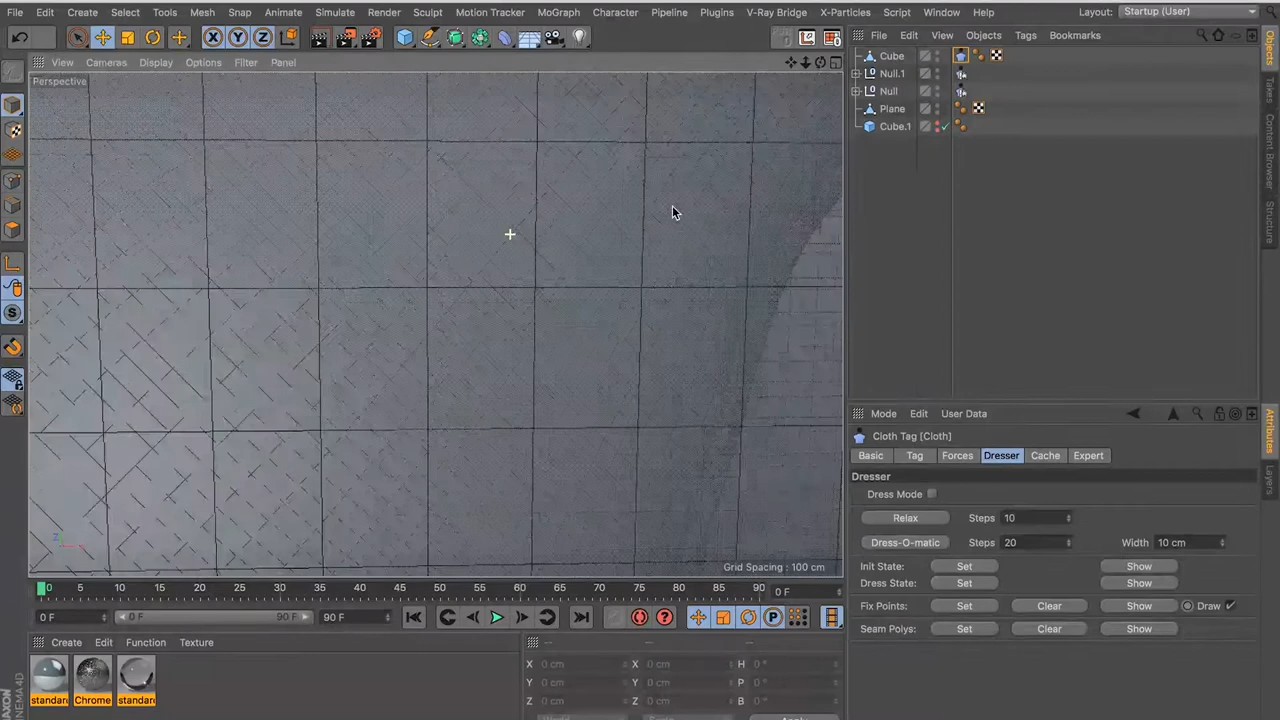 File Edit Create Select Tools Mesh Snap Animate Simulate Render Sculpt Motion Tracker MoGraph Character Pipeline Plugins V-Ray Bridge X-Particles Script Window Help Layout: Startup (User)
File Edit View Objects Tags Bookmarks
View Cameras Display Options Filter Panel
Perspective
Cube
Null.1
Null
Plane
Cube.1
Objects
Takes
Content Browser
Structure
Mode Edit User Data
Cloth Tag [Cloth]
Basic Tag Forces Dresser Cache Expert
Dresser
Dress Mode
Relax Steps 10
Dress-O-matic Steps 20 Width 10 cm
Init State: Set Show
Dress State: Set Show
Fix Points: Set Clear Show Draw
Seam Polys: Set Clear Show
Attributes
Layers
Z
Grid Spacing : 100 cm
0 5 10 15 20 25 30 35 40 45 50 55 60 65 70 75 80 85 90 0 F
0 F 0 F 90 F 90 F
Create Edit Function Texture
standard Chrome standard
-- -- --
X 0 cm X 0 cm H 0 °
Y 0 cm Y 0 cm P 0 °
Z 0 cm Z 0 cm B 0 °
MAXON
CINEMA 4D